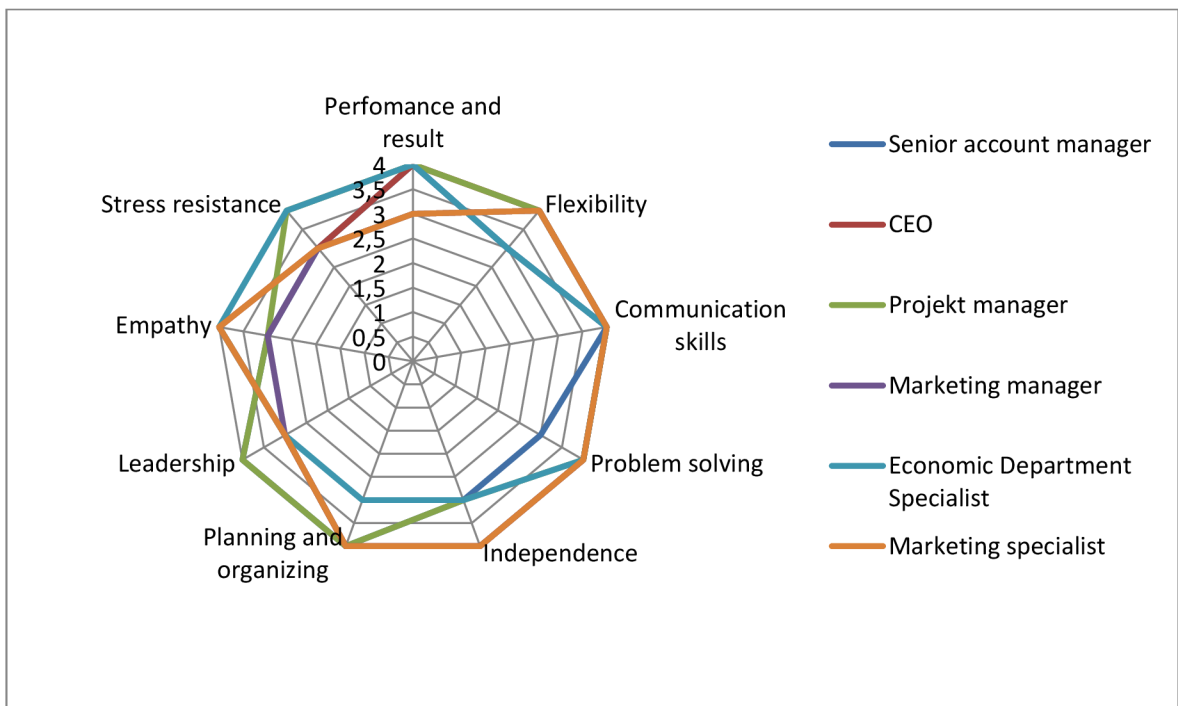 Perfomance and
result
Flexibility
Communication
skills
Problem solving
Independence
Planning and
organizing
Leadership
Empathy
Stress resistance
4
3,5
3
2,5
2
1,5
1
0,5
0
Senior account manager
CEO
Projekt manager
Marketing manager
Economic Department
Specialist
Marketing specialist